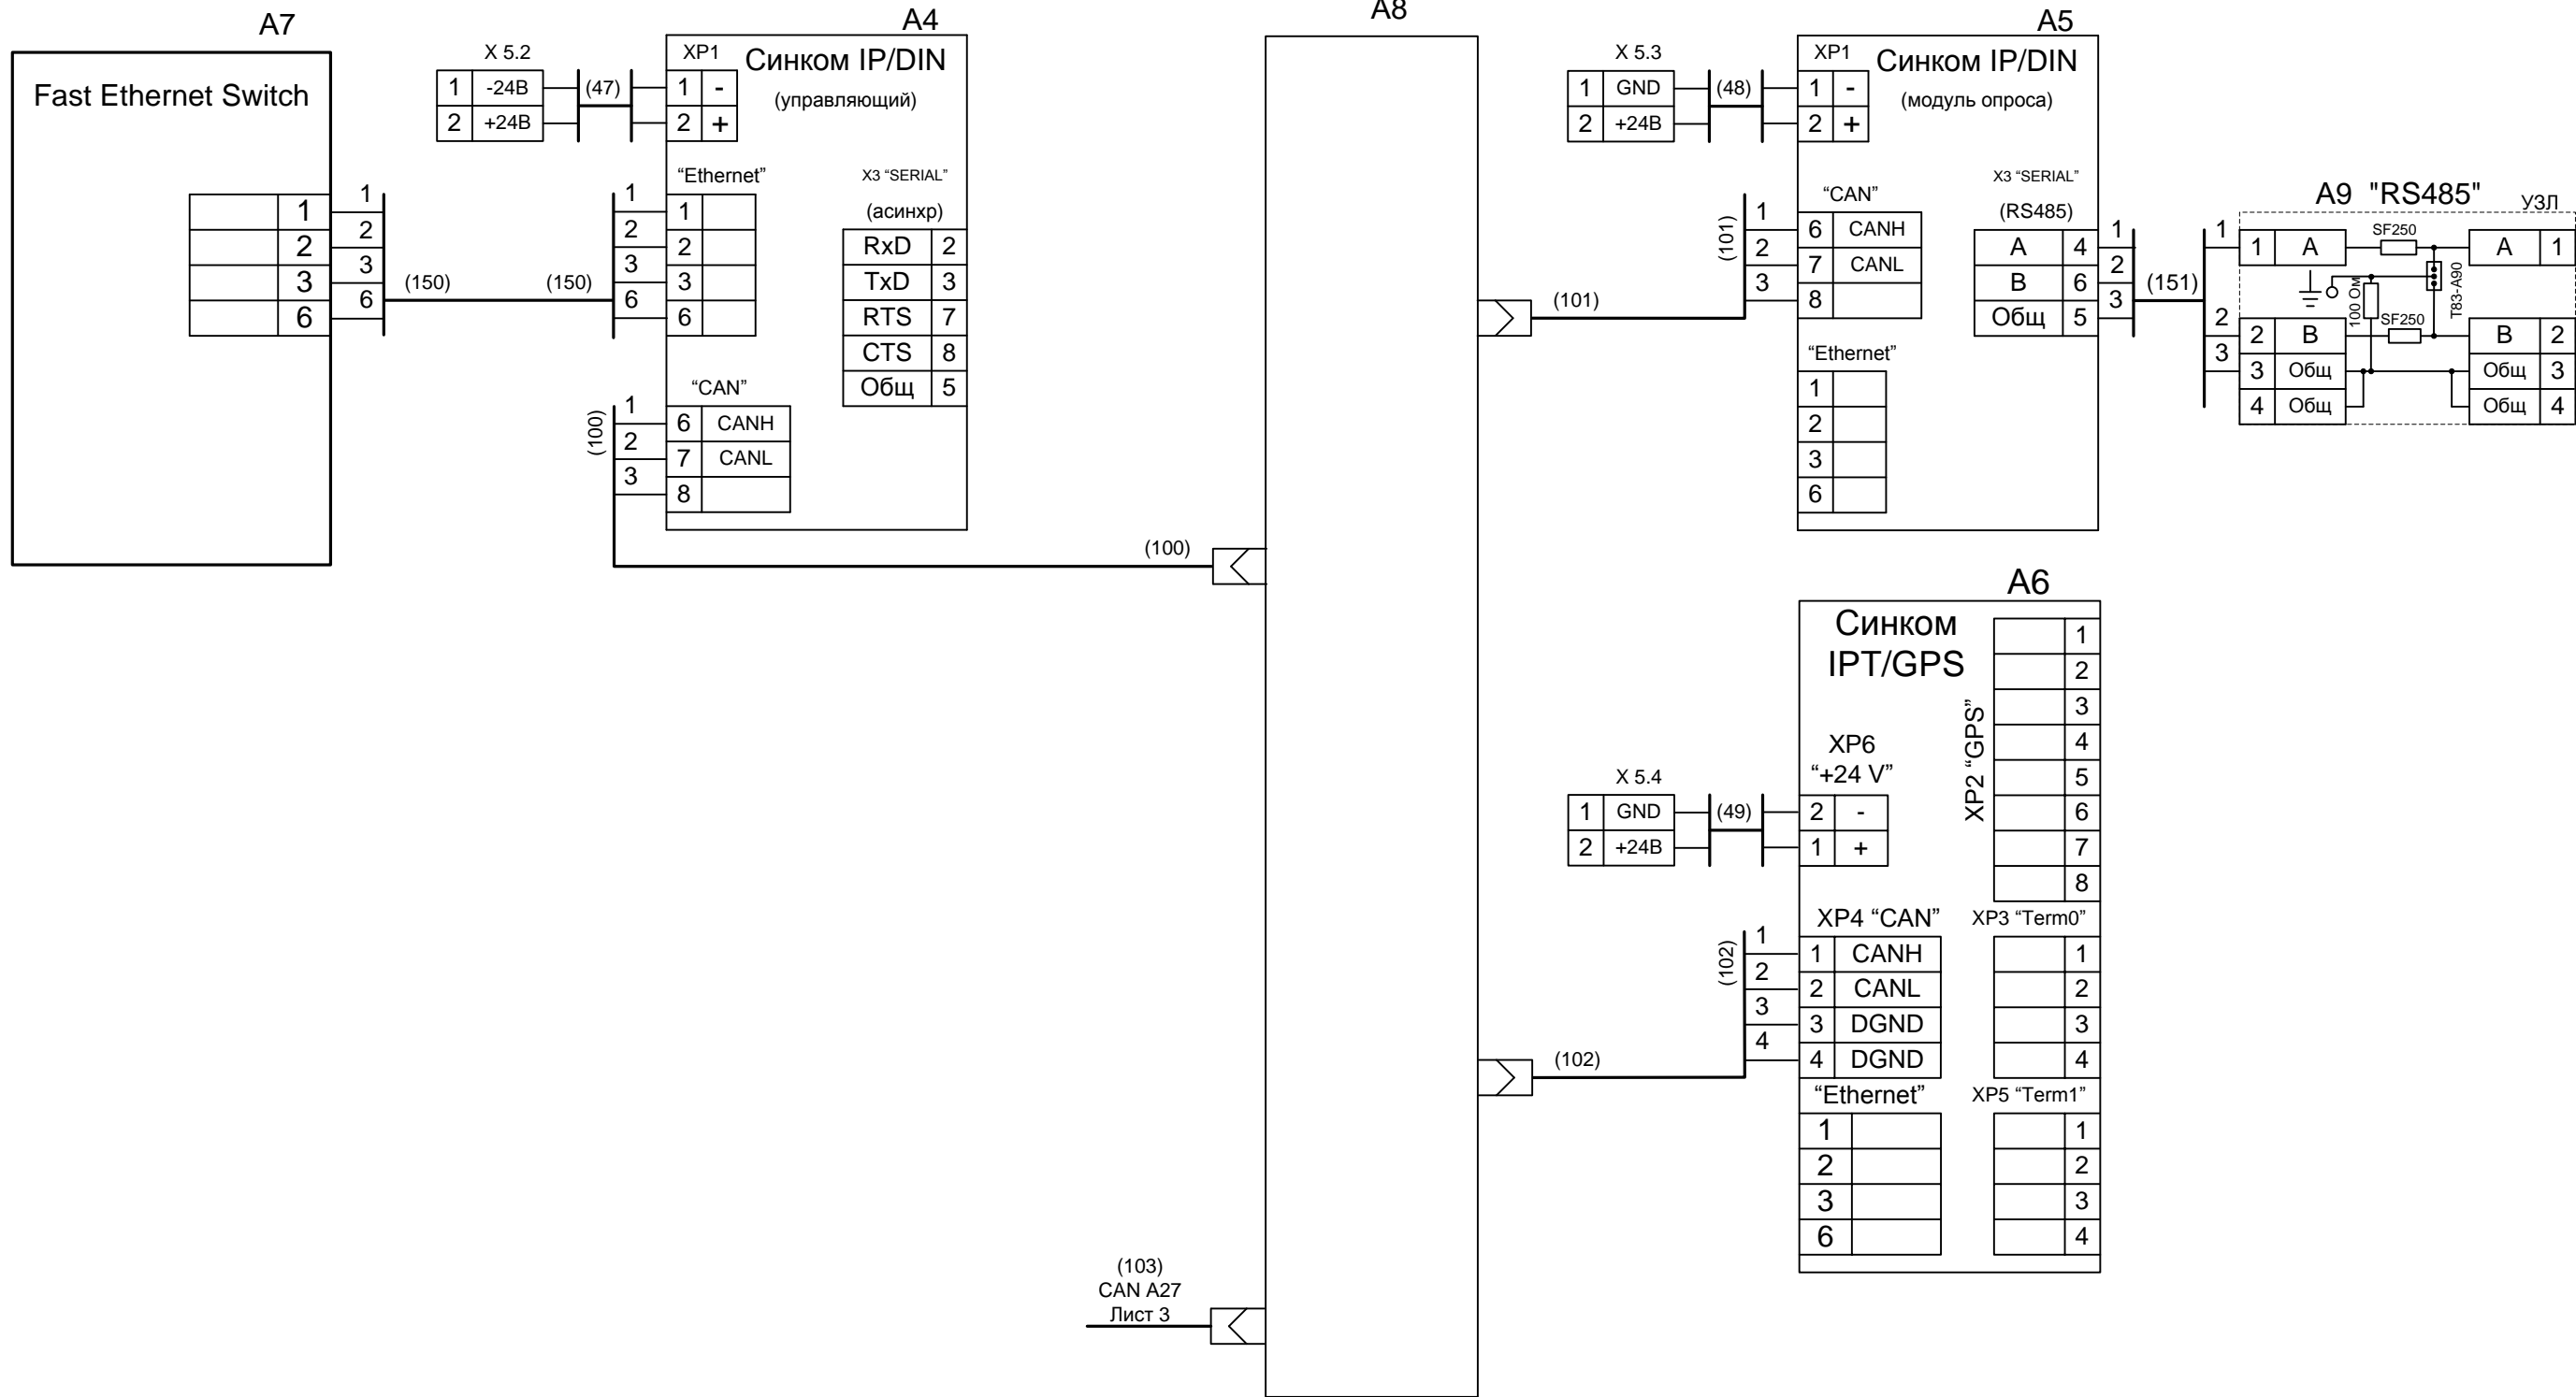 A7
Fast Ethernet Switch
1
2
3
6
1
2
3
6
(150)
(150)
X 5.2
1 -24В
2 +24В
(47)
A4
XP1
1 -
2 +
Синком IP/DIN
(управляющий)
“Ethernet”
1
2
3
6
1
2
3
6
X3 “SERIAL”
(асинхр)
RxD 2
TxD 3
RTS 7
CTS 8
Общ 5
“CAN”
1
2
3
6 CANH
7 CANL
8
(100)
(100)
A8
(103)
CAN A27
Лист 3
X 5.3
1 GND
2 +24В
(48)
A5
XP1
1 -
2 +
Синком IP/DIN
(модуль опроса)
“CAN”
(101)
(101)
1
2
3
6 CANH
7 CANL
8
“Ethernet”
1
2
3
6
X3 “SERIAL”
(RS485)
A 4
B 6
Общ 5
1
2
3
(151)
1
2
3
A9 "RS485"
УЗЛ
1 A
2 B
3 Общ
4 Общ
SF250
100 Ом
T83-A90
SF250
A 1
B 2
Общ 3
Общ 4
A6
Синком
IPT/GPS
XP2 “GPS”
1
2
3
4
5
6
7
8
X 5.4
1 GND
2 +24В
(49)
XP6
“+24 V”
2 -
1 +
XP4 “CAN”
(102)
(102)
1
2
3
4
1 CANH
2 CANL
3 DGND
4 DGND
XP3 “Term0”
1
2
3
4
“Ethernet”
1
2
3
6
XP5 “Term1”
1
2
3
4